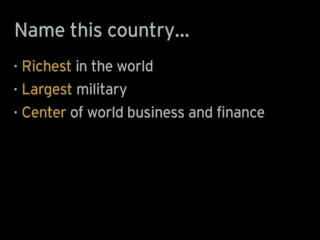 Name this country...
· Richest in the world
· Largest military
· Center of world business and finance